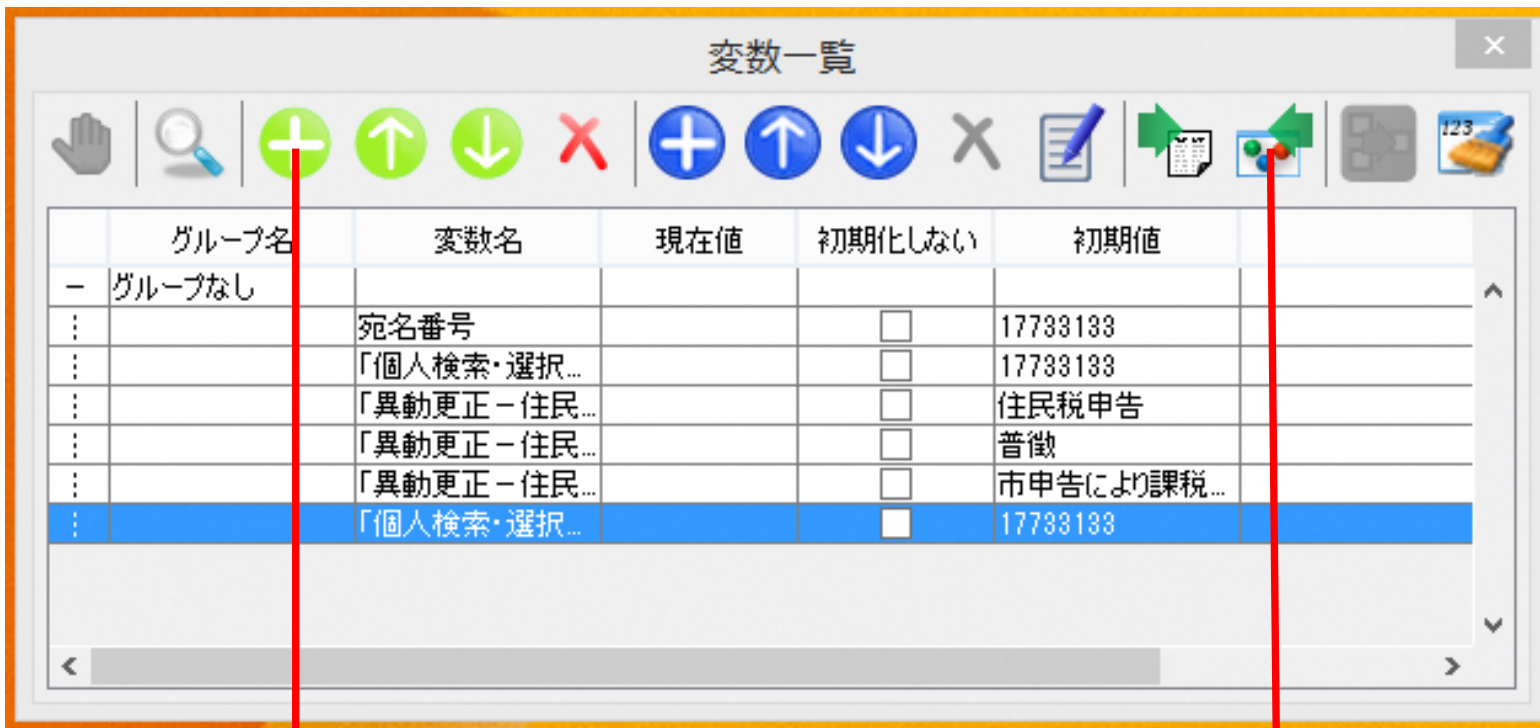 変数一覧
123
グループ名 変数名 現在値 初期化しない 初期値
− グループなし
宛名番号 17733133
「個人検索・選択... 17733133
「異動更正－住民... 住民税申告
「異動更正－住民... 普徴
「異動更正－住民... 市申告により課税...
「個人検索・選択... 17733133